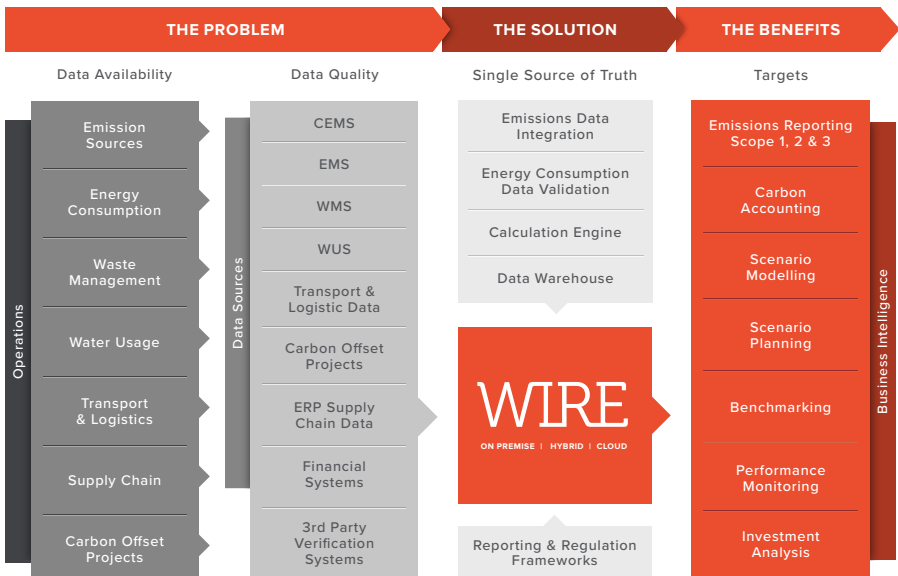 THE PROBLEM
THE SOLUTION
THE BENEFITS
Data Availability
Data Quality
Single Source of Truth
Targets
Operations
Emission
Sources
Energy
Consumption
Waste
Management
Water Usage
Transport
& Logistics
Supply Chain
Carbon Offset
Projects
Data Sources
CEMS
EMS
WMS
WUS
Transport &
Logistic Data
Carbon Offset
Projects
ERP Supply
Chain Data
Financial
Systems
3rd Party
Verification
Systems
Emissions Data
Integration
Energy Consumption
Data Validation
Calculation Engine
Data Warehouse
WIRE
ON PREMISE | HYBRID | CLOUD
Reporting & Regulation
Frameworks
Emissions Reporting
Scope 1, 2 & 3
Carbon
Accounting
Scenario
Modelling
Scenario
Planning
Benchmarking
Performance
Monitoring
Investment
Analysis
Business Intelligence